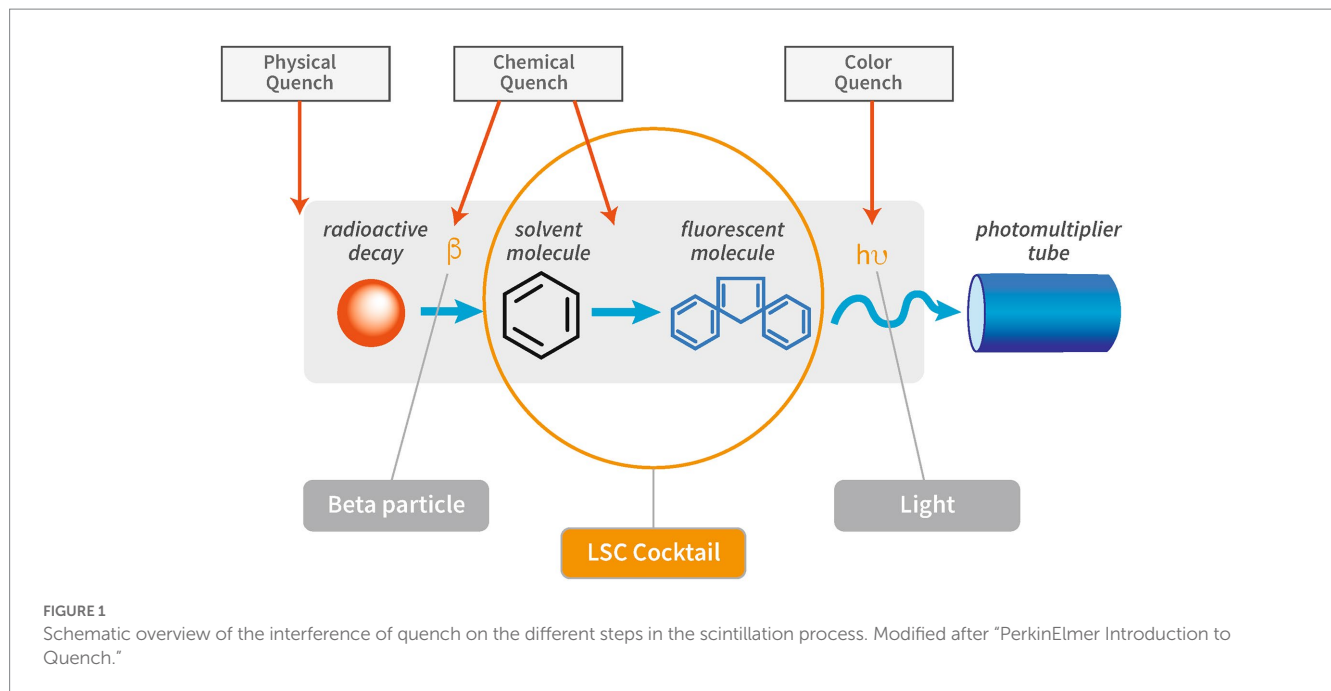 Physical
Quench
Chemical
Quench
Color
Quench
radioactive
decay
β
solvent
molecule
fluorescent
molecule
hυ
photomultiplier
tube
Beta particle
Light
LSC Cocktail
FIGURE 1
Schematic overview of the interference of quench on the different steps in the scintillation process. Modified after “PerkinElmer Introduction to
Quench.”